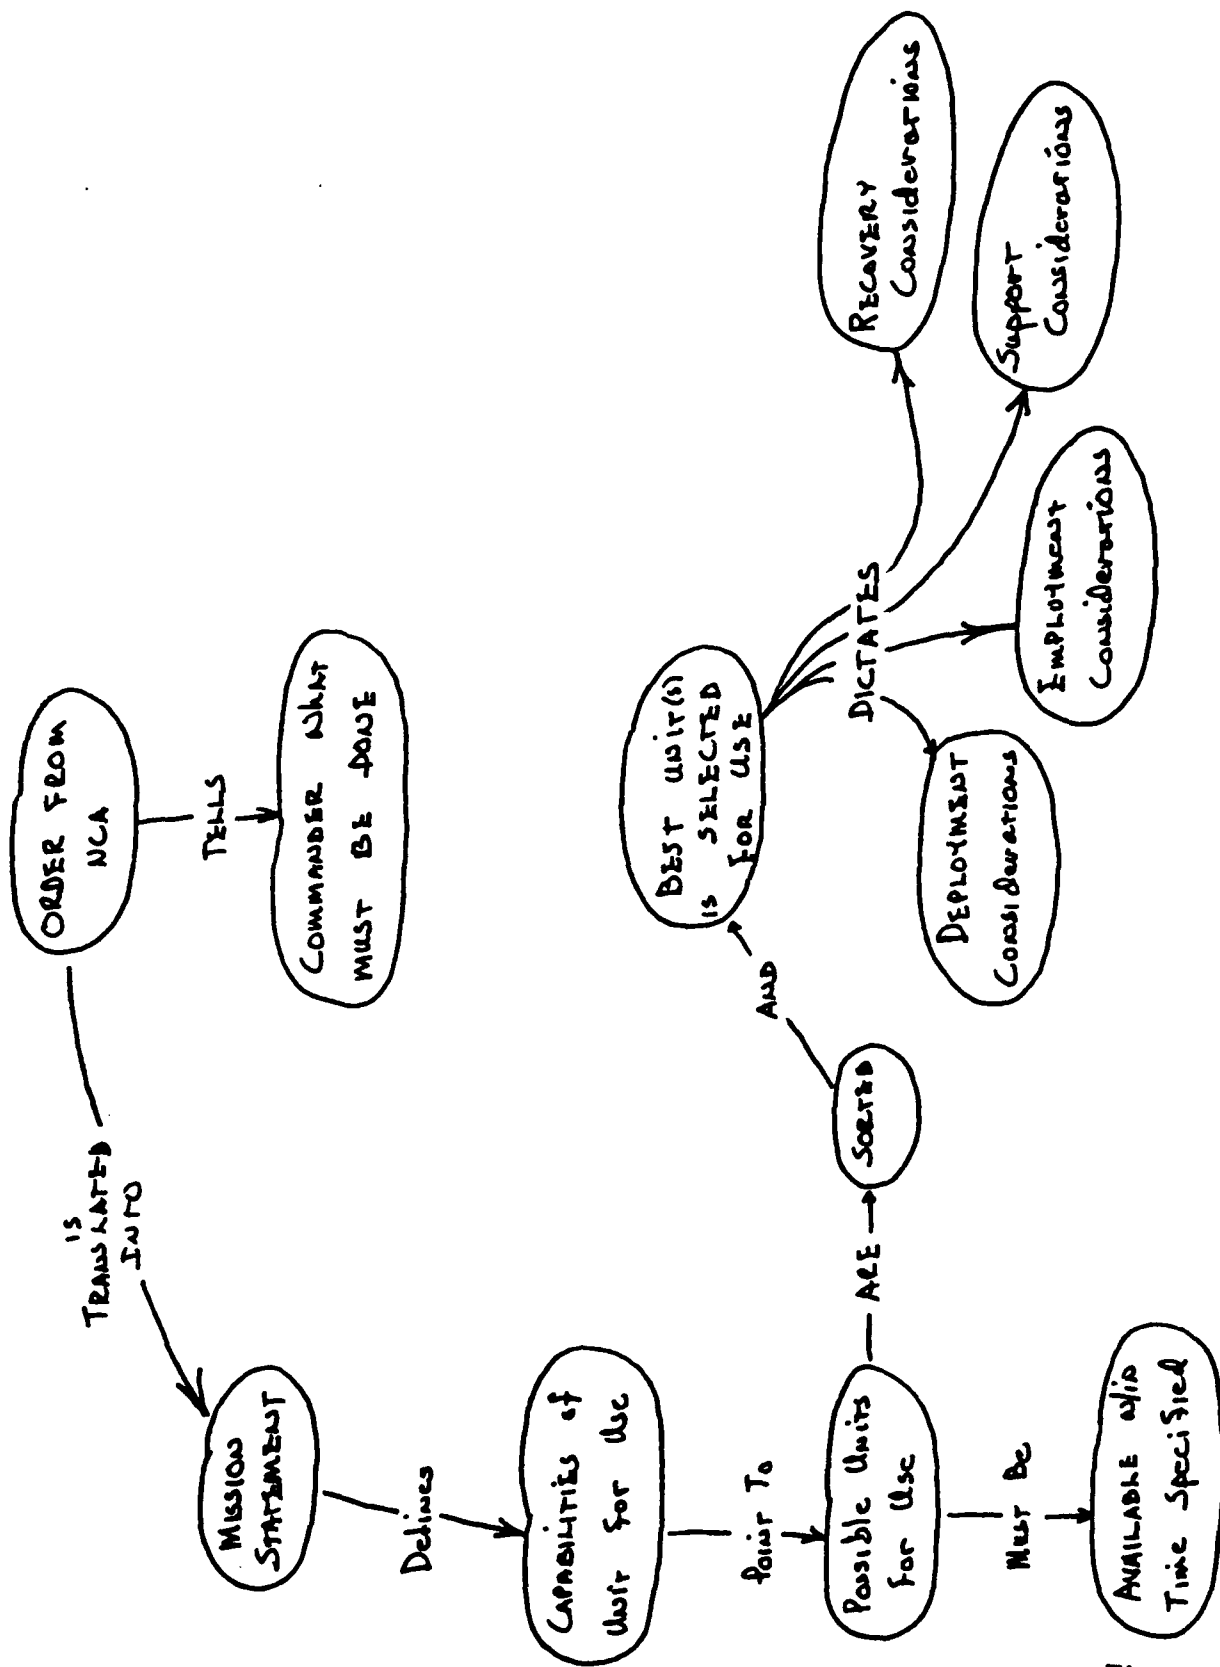 ORDER FROM
NCA
TELLS
COMMANDER WHAT
MUST BE DONE
IS
TRANSLATED
INTO
MISSION
STATEMENT
Defines
CAPABILITIES of
Unit For Use
Point To
Possible Units
For Use
Must Be
AVAILABLE w/in
Time Specified
ARE
SORTED
AND
BEST UNIT(S)
IS SELECTED
FOR USE
DICTATES
DEPLOYMENT
Considerations
EMPLOYMENT
Considerations
Support
Considerations
RECOVERY
Considerations